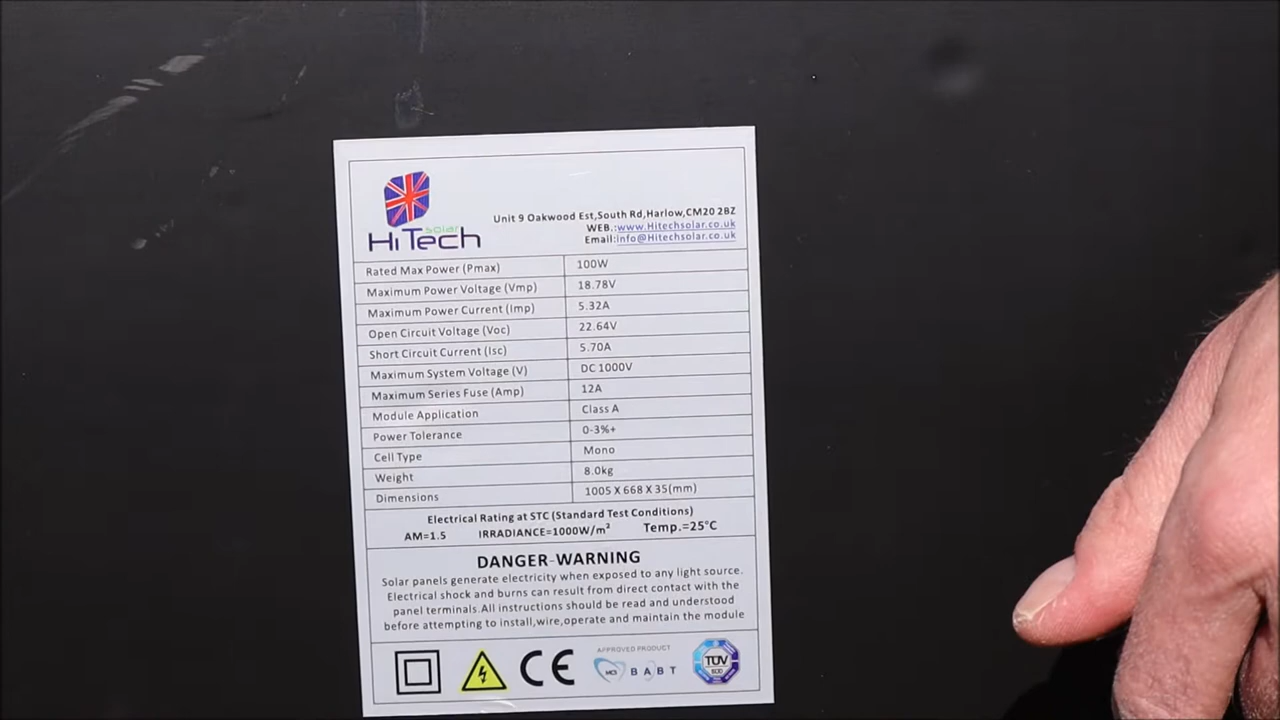 solar
HiTech
Unit 9 Oakwood Est,South Rd,Harlow,CM20 2BZ
WEB.:www.Hitechsolar.co.uk
Email:info@Hitechsolar.co.uk
Rated Max Power (Pmax) 100W
Maximum Power Voltage (Vmp) 18.78V
Maximum Power Current (Imp) 5.32A
Open Circuit Voltage (Voc) 22.64V
Short Circuit Current (Isc) 5.70A
Maximum System Voltage (V) DC 1000V
Maximum Series Fuse (Amp) 12A
Module Application Class A
Power Tolerance 0-3%+
Cell Type Mono
Weight 8.0kg
Dimensions 1005 X 668 X 35(mm)
Electrical Rating at STC (Standard Test Conditions)
AM=1.5 IRRADIANCE=1000W/m² Temp.=25°C
DANGER-WARNING
Solar panels generate electricity when exposed to any light source.
Electrical shock and burns can result from direct contact with the
panel terminals.All instructions should be read and understood
before attempting to install,wire,operate and maintain the module
CE
APPROVED PRODUCT
MCS BABT
TUV